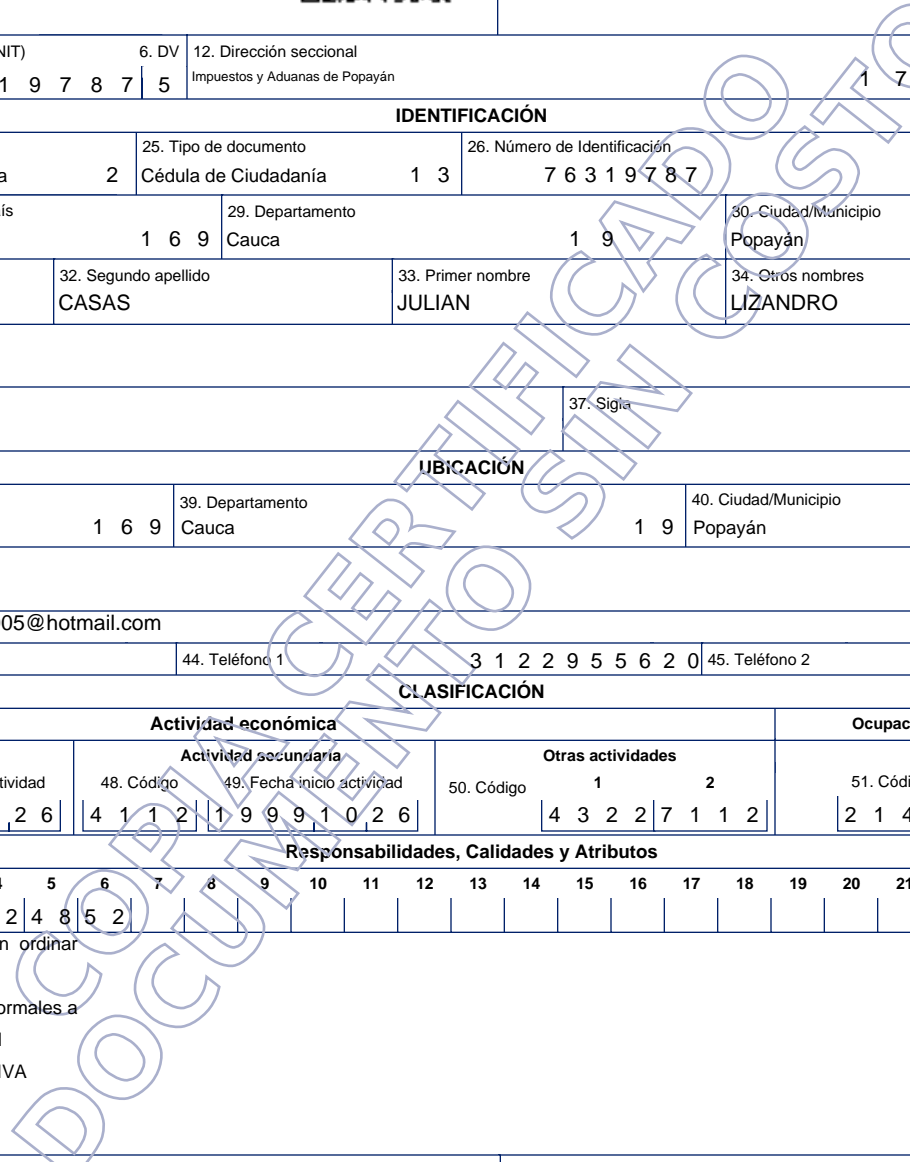 NIT) 6. DV 12. Dirección seccional
1 9 7 8 7 5 Impuestos y Aduanas de Popayán 1 7
IDENTIFICACIÓN
25. Tipo de documento 26. Número de Identificación
a 2 Cédula de Ciudadanía 1 3 7 6 3 1 9 7 8 7
ís 29. Departamento 30. Ciudad/Municipio
1 6 9 Cauca 1 9 Popayán
32. Segundo apellido 33. Primer nombre 34. Otros nombres
CASAS JULIAN LIZANDRO
37. Sigla
UBICACIÓN
39. Departamento 40. Ciudad/Municipio
1 6 9 Cauca 1 9 Popayán
005@hotmail.com
44. Teléfono 1 3 1 2 2 9 5 5 6 2 0 45. Teléfono 2
CLASIFICACIÓN
Actividad económica Ocupac
Actividad secundaria Otras actividades
tividad 48. Código 49. Fecha inicio actividad 50. Código 1 2 51. Códi
2 6 4 1 1 2 1 9 9 9 1 0 2 6 4 3 2 2 7 1 1 2 2 1 4
Responsabilidades, Calidades y Atributos
4 5 6 7 8 9 10 11 12 13 14 15 16 17 18 19 20 21
2 4 8 5 2
n ordinar
ormales a
IVA
COPIA CERTIFICADO
DOCUMENTO SIN COSTO